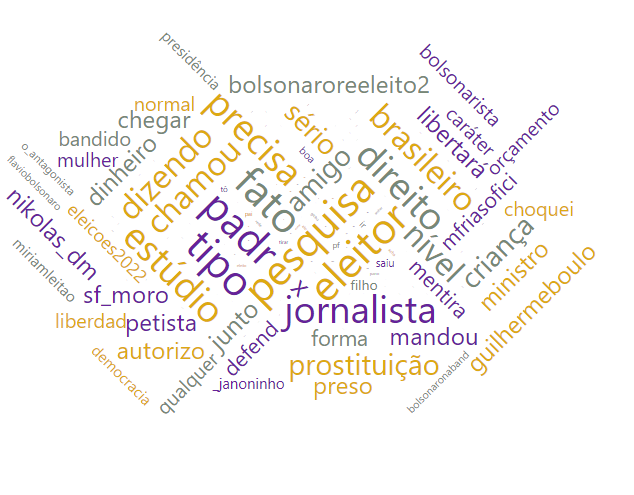 presidência
bolsonarista
bolsonaroreeleito2
normal
precisa
sério
brasileiro
libertará
caráter
orçamento
chegar
bandido
dinheiro
dizendo
chamou
mulher
o_antagonista
flaviobolsonaro
boa
amigo
direito
fato
padr
tipo
pesquisa
eleitor
nível
mfriasofici
choquei
criança
tô
nikolas_dm
eleicoes2022
estúdio
miriamleitao
pf
ir
saiu
filho
mentira
ministro
guilhermeboulo
sf_moro
x
jornalista
liberdad
petista
junto
defend
forma
mandou
autorizo
democracia
qualquer
_janoninho
prostituição
preso
bolsonaronaband